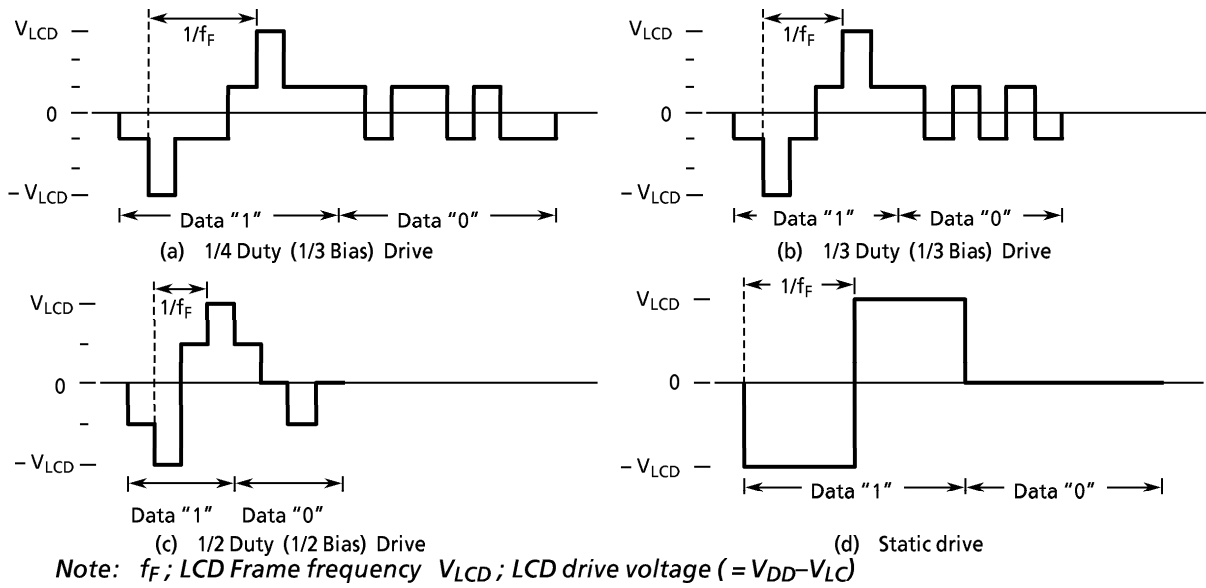 1/fF
VLCD
0
– VLCD
Data “1”
Data “0”
(a) 1/4 Duty (1/3 Bias) Drive
1/fF
VLCD
0
– VLCD
Data “1”
Data “0”
(b) 1/3 Duty (1/3 Bias) Drive
1/fF
VLCD
0
– VLCD
Data “1”
Data “0”
(c) 1/2 Duty (1/2 Bias) Drive
1/fF
VLCD
0
– VLCD
Data “1”
Data “0”
(d) Static drive
Note: fF ; LCD Frame frequency VLCD ; LCD drive voltage ( = VDD–VLC)